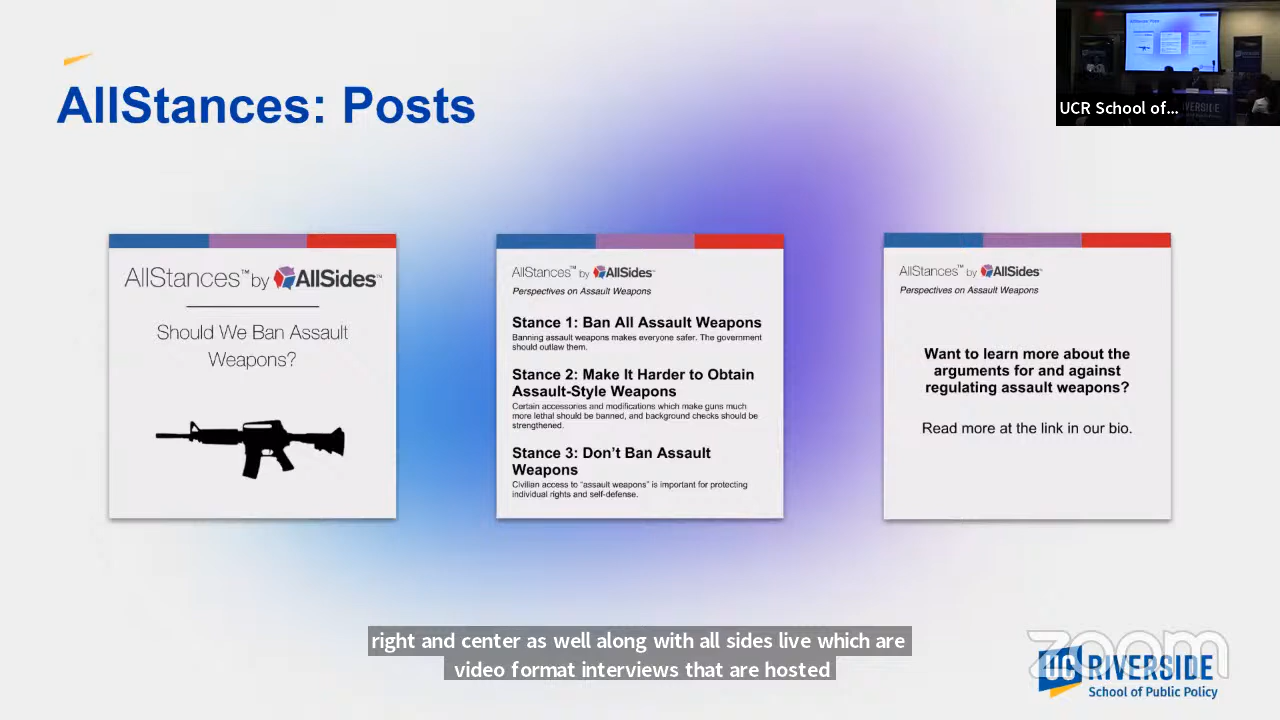 AllStances: Posts
UCR School of...
AllStances™ by AllSides™
Should We Ban Assault
Weapons?
AllStances™ by AllSides™
Perspectives on Assault Weapons
Stance 1: Ban All Assault Weapons
Banning assault weapons makes everyone safer. The government
should outlaw them.
Stance 2: Make It Harder to Obtain
Assault-Style Weapons
Certain accessories and modifications which make guns much
more lethal should be banned, and background checks should be
strengthened.
Stance 3: Don't Ban Assault
Weapons
Civilian access to "assault weapons" is important for protecting
individual rights and self-defense.
AllStances™ by AllSides™
Perspectives on Assault Weapons
Want to learn more about the
arguments for and against
regulating assault weapons?
Read more at the link in our bio.
right and center as well along with all sides live which are
video format interviews that are hosted
zoom
UC RIVERSIDE
School of Public Policy